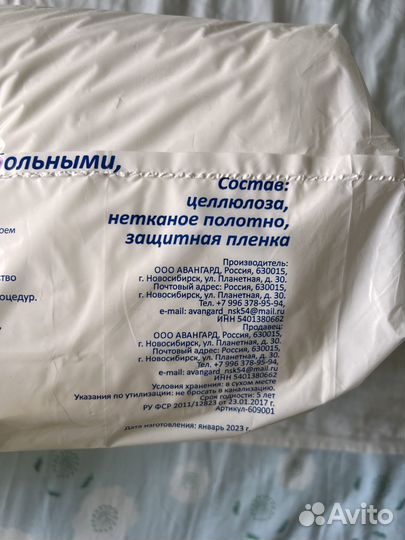 больными,
Состав:
целлюлоза,
нетканое полотно,
защитная пленка
ство
оцедур.
Производитель:
ООО АВАНГАРД, Россия, 630015,
г. Новосибирск, ул. Планетная, д. 30.
Почтовый адрес: Россия, 630015,
г. Новосибирск, ул. Планетная, д. 30.
Тел. +7 996 378-95-94,
e-mail: avangard_nsk54@mail.ru
ИНН 5401380662
Продавец:
ООО АВАНГАРД, Россия, 630015,
г. Новосибирск, ул. Планетная, д. 30.
Почтовый адрес: Россия, 630015,
г. Новосибирск, ул. Планетная, д. 30.
Тел. +7 996 378-95-94,
e-mail: avangard_nsk54@mail.ru
ИНН 5401380662
Условия хранения: в сухом месте
Указания по утилизации: не бросать в канализацию.
Срок годности: 5 лет
РУ ФСР 2011/12823 от 23.01.2017 г.
Артикул-609001
Дата изготовления: январь 2023 г.
Avito